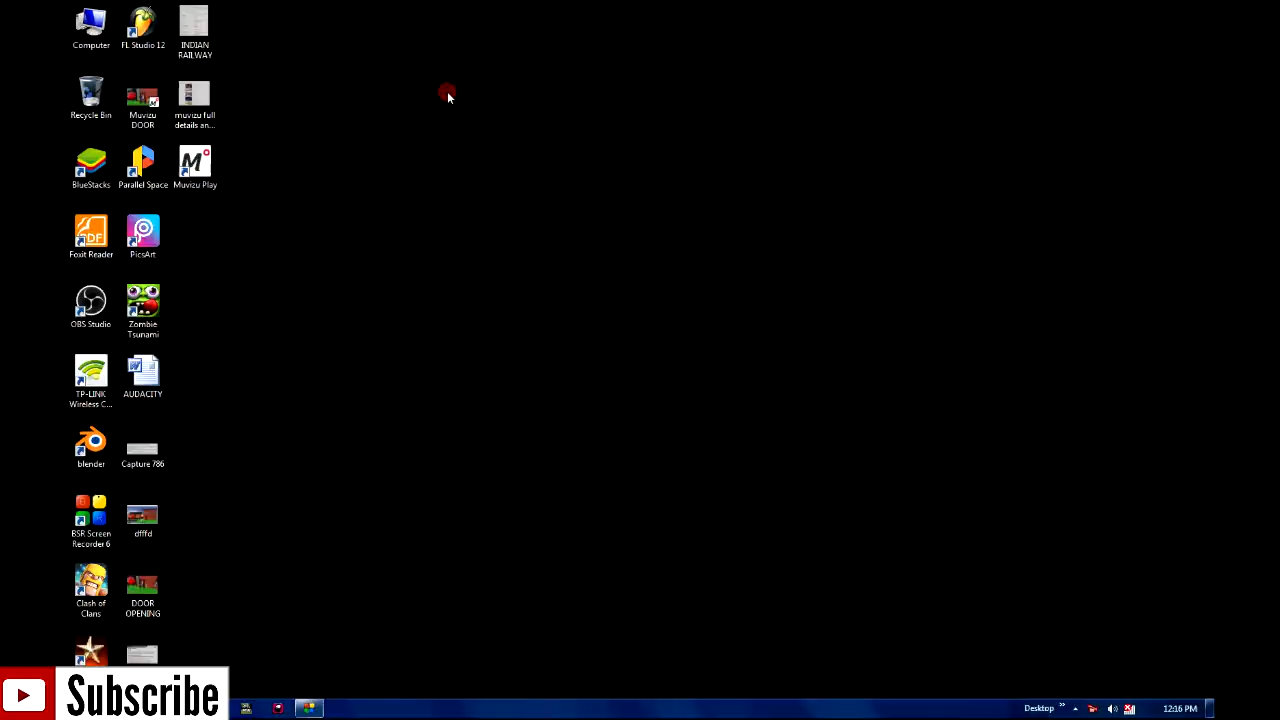 Computer
FL Studio 12
INDIAN
RAILWAY
Recycle Bin
Muvizu
DOOR
muvizu full
details an...
BlueStacks
Parallel Space
M
Muvizu Play
PDF
Foxit Reader
PicsArt
OBS Studio
Zombie
Tsunami
TP-LINK
Wireless C...
W
AUDACITY
blender
Capture 786
B
S
R
BSR Screen
Recorder 6
dfffd
Clash of
Clans
DOOR
OPENING
Subscribe
Desktop
12:16 PM